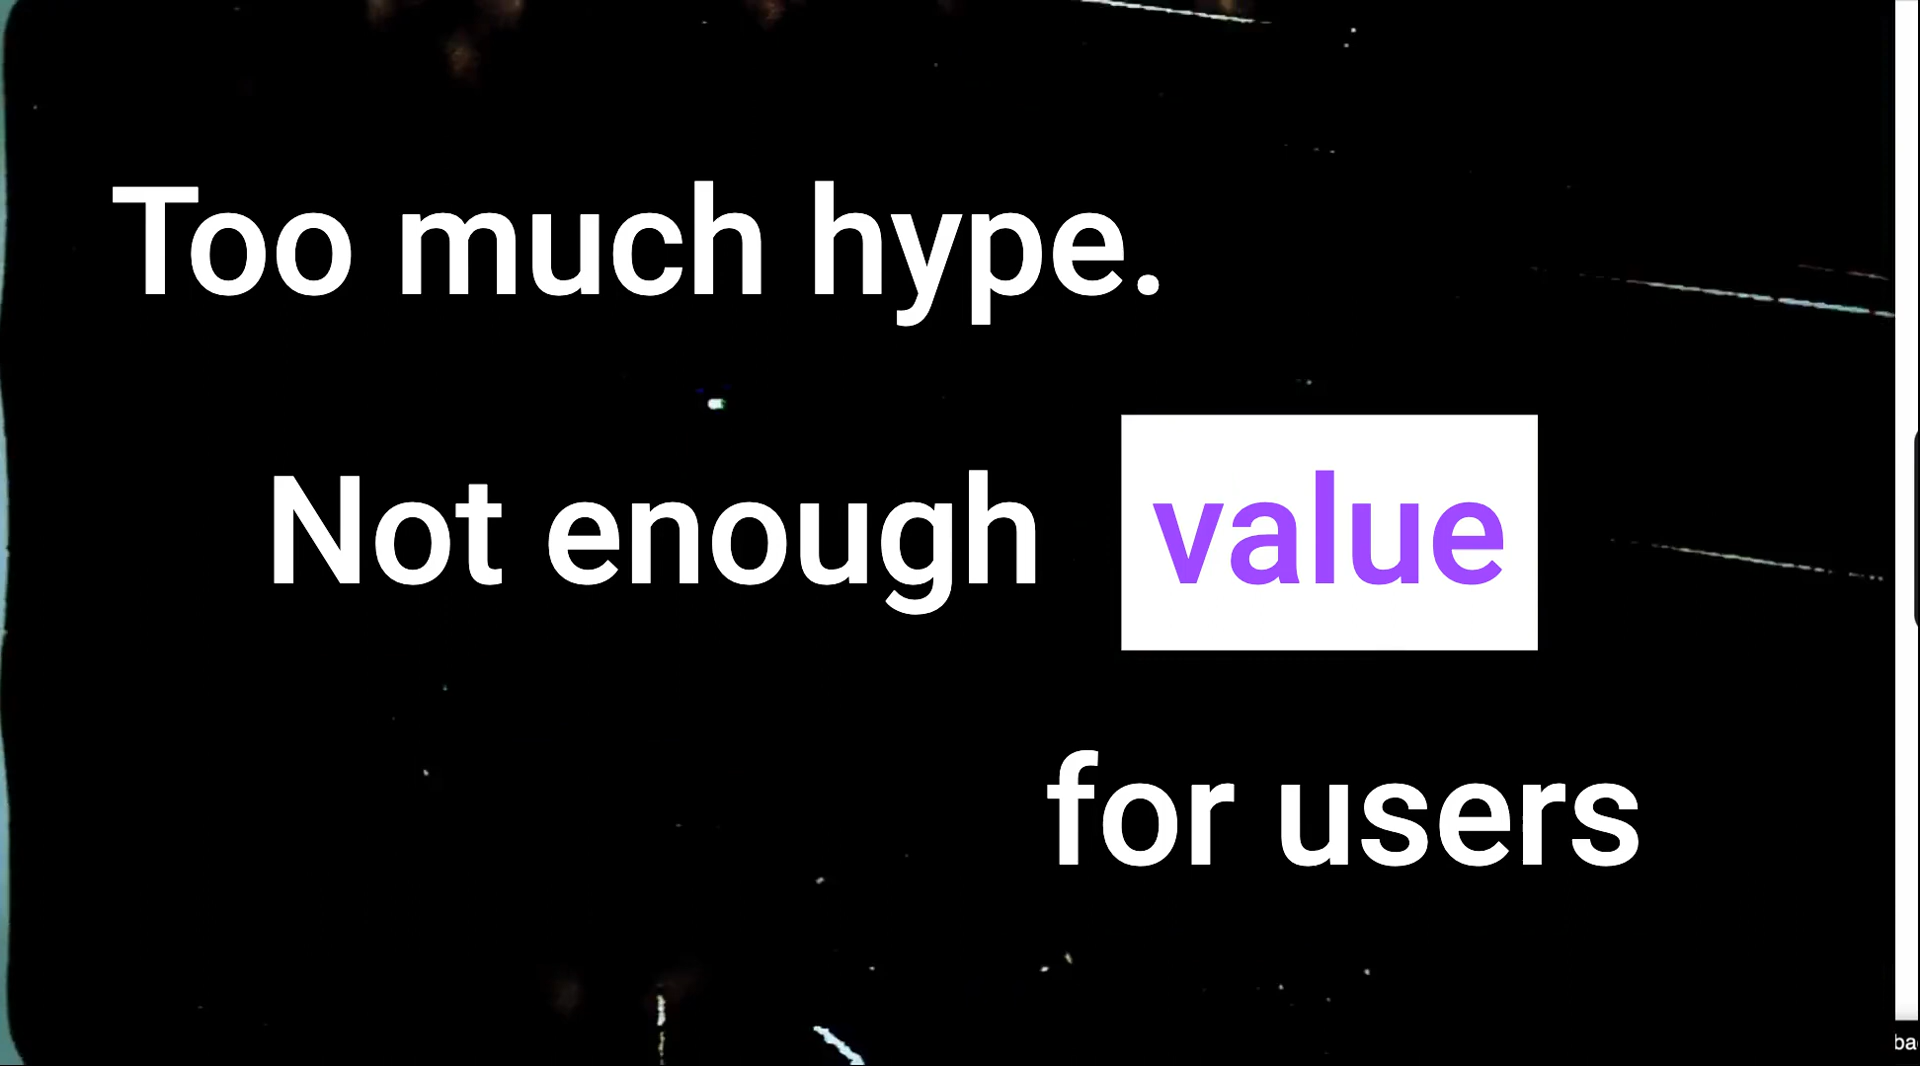 Too much hype.
Not enough value
for users